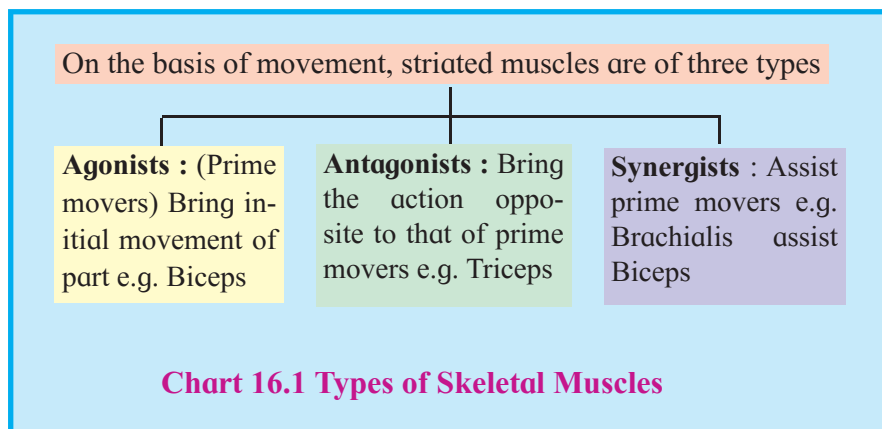 On the basis of movement, striated muscles are of three types
Agonists : (Prime
movers) Bring in-
itial movement of
part e.g. Biceps
Antagonists : Bring
the action oppo-
site to that of prime
movers e.g. Triceps
Synergists : Assist
prime movers e.g.
Brachialis assist
Biceps
Chart 16.1 Types of Skeletal Muscles